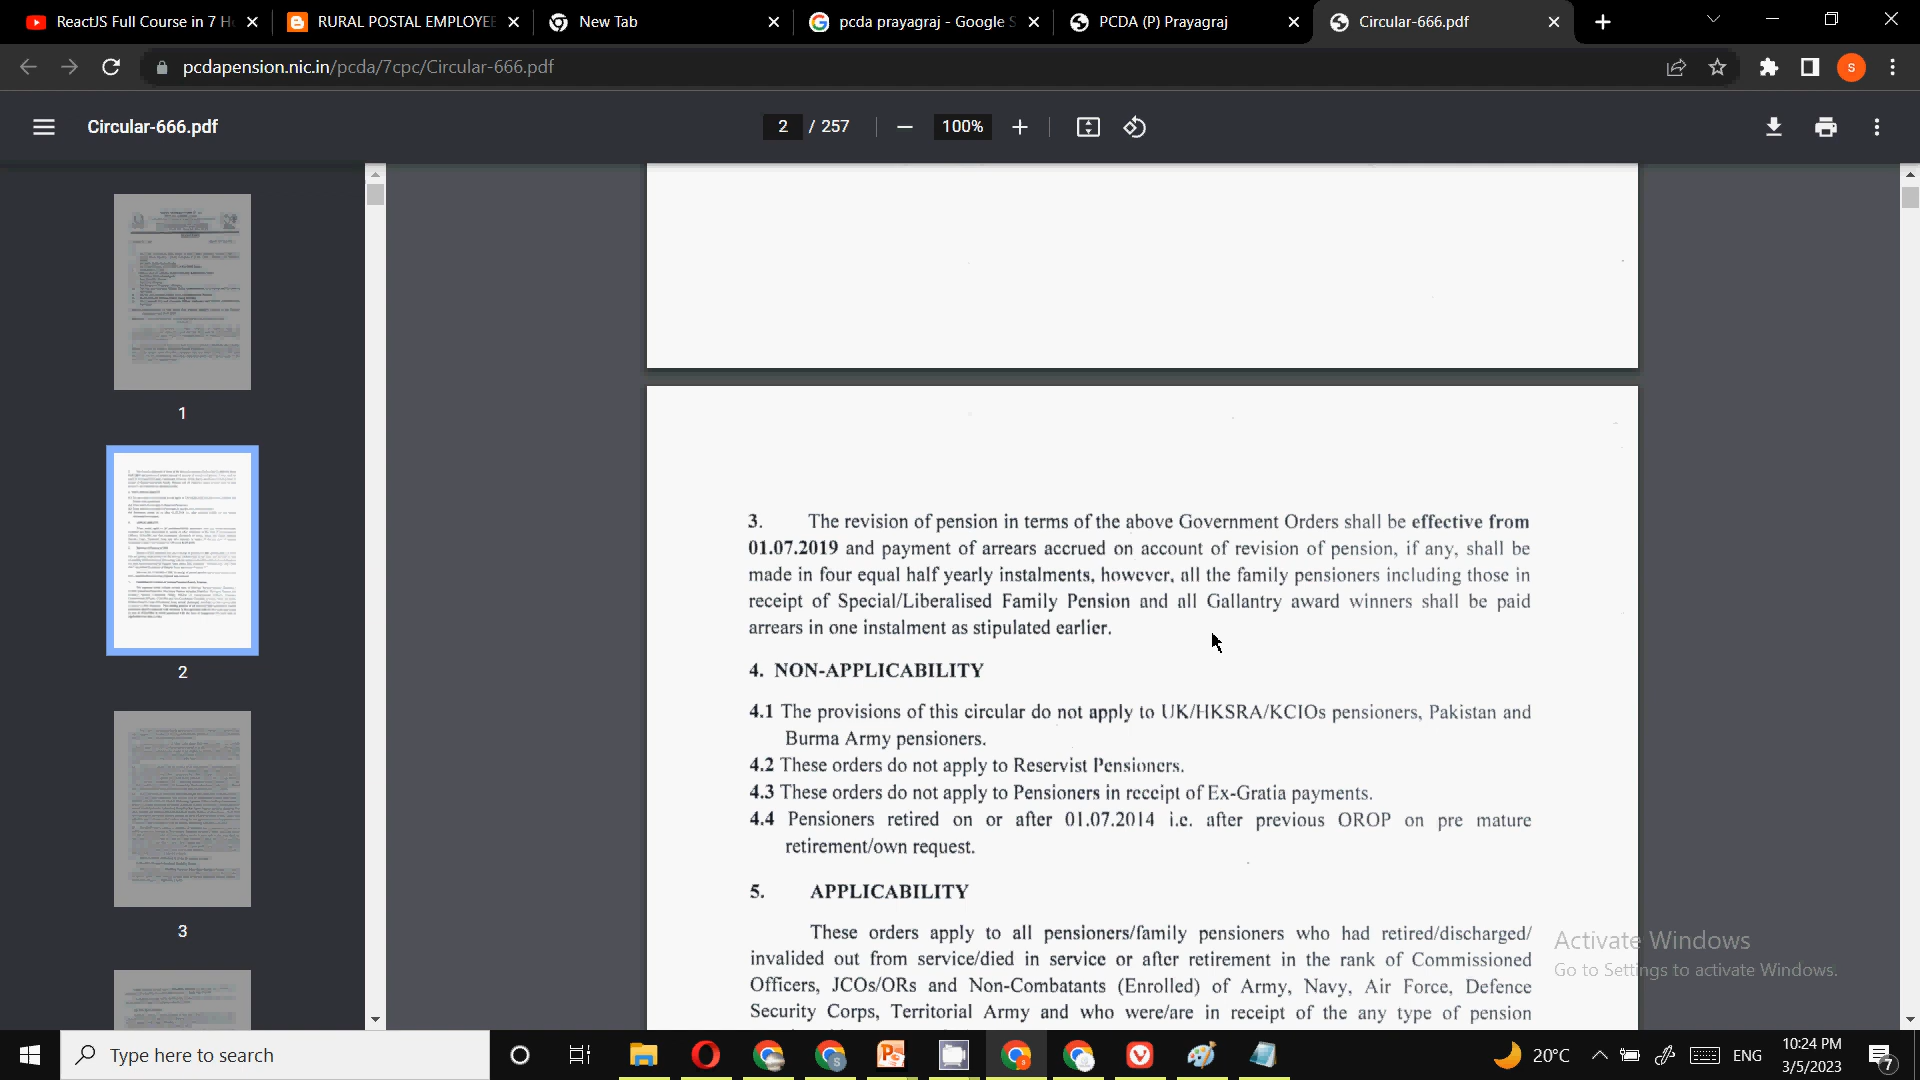 ReactJS Full Course in 7 H
RURAL POSTAL EMPLOYEE
New Tab
pcda prayagraj - Google S
PCDA (P) Prayagraj
Circular-666.pdf
pcdapension.nic.in/pcda/7cpc/Circular-666.pdf
S
Circular-666.pdf
2 / 257
100%
1
2
3
3. The revision of pension in terms of the above Government Orders shall be effective from
01.07.2019 and payment of arrears accrued on account of revision of pension, if any, shall be
made in four equal half yearly instalments, however, all the family pensioners including those in
receipt of Special/Liberalised Family Pension and all Gallantry award winners shall be paid
arrears in one instalment as stipulated earlier.
4. NON-APPLICABILITY
4.1 The provisions of this circular do not apply to UK/HKSRA/KCIOs pensioners, Pakistan and
Burma Army pensioners.
4.2 These orders do not apply to Reservist Pensioners.
4.3 These orders do not apply to Pensioners in receipt of Ex-Gratia payments.
4.4 Pensioners retired on or after 01.07.2014 i.e. after previous OROP on pre mature
retirement/own request.
5. APPLICABILITY
These orders apply to all pensioners/family pensioners who had retired/discharged/
invalided out from service/died in service or after retirement in the rank of Commissioned
Officers, JCOs/ORs and Non-Combatants (Enrolled) of Army, Navy, Air Force, Defence
Security Corps, Territorial Army and who were/are in receipt of the any type of pension
Activate Windows
Go to Settings to activate Windows.
Type here to search
20°C
ENG
10:24 PM
3/5/2023
7